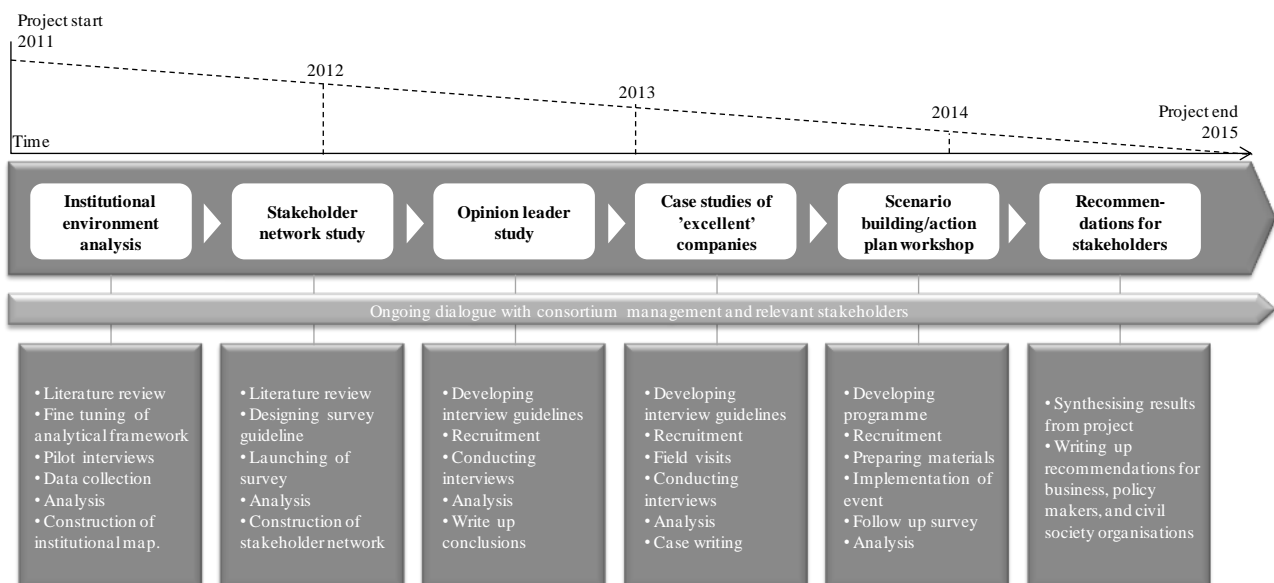 Project start
2011
2012
2013
2014
Project end
2015
Time
Institutional
environment
analysis
Stakeholder
network study
Opinion leader
study
Case studies of
’excellent’
companies
Scenario
building/action
plan workshop
Recommen-
dations for
stakeholders
Ongoing dialogue with consortium management and relevant stakeholders
• Literature review
• Fine tuning of
analytical framework
• Pilot interviews
• Data collection
• Analysis
• Construction of
institutional map.
• Literature review
• Designing survey
guideline
• Launching of
survey
• Analysis
• Construction of
stakeholder network
• Developing
interview guidelines
• Recruitment
• Conducting
interviews
• Analysis
• Write up
conclusions
• Developing
interview guidelines
• Recruitment
• Field visits
• Conducting
interviews
• Analysis
• Case writing
• Developing
programme
• Recruitment
• Preparing materials
• Implementation of
event
• Follow up survey
• Analysis
• Synthesising results
from project
• Writing up
recommendations for
business, policy
makers, and civil
society organisations